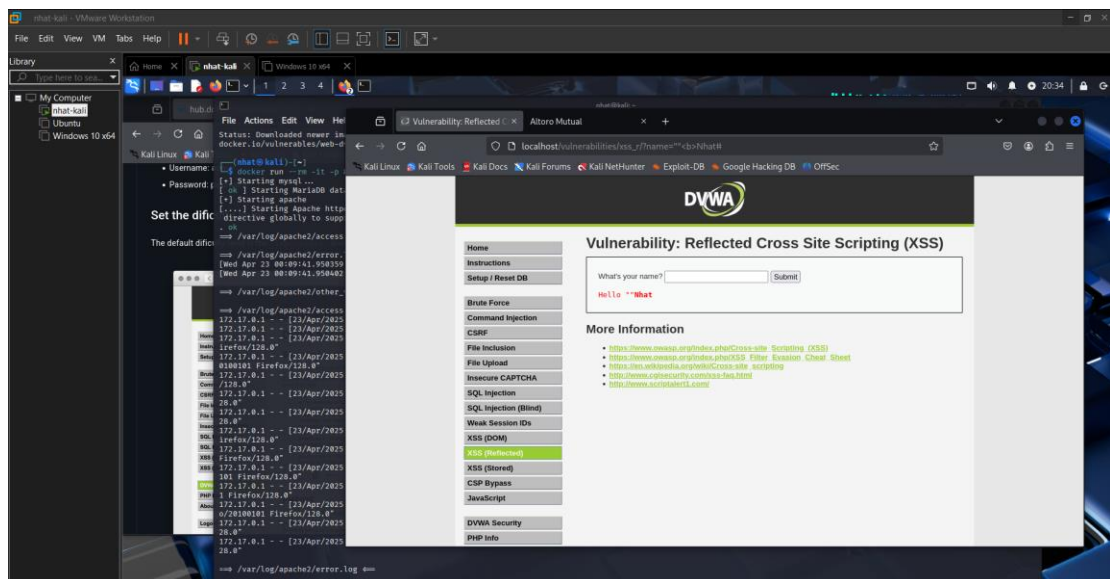 nhat-kali - VMware Workstation
File Edit View VM Tabs Help
Library
Type here to sea...
My Computer
nhat-kali
Ubuntu
Windows 10 x64
Home
nhat-kali
Windows 10 x64
1 2 3 4
20:34
hub.d
Kali Linux
Username:
Password:
Set the dific
The default dific
File Actions Edit View Hel
Status: Downloaded newer im
docker.io/vulnerables/web-d
(nhat㉿kali)-[~]
$ docker run --rm -it -p
[+] Starting mysql...
[ ok ] Starting MariaDB dat
[+] Starting apache
[....] Starting Apache http
directive globally to supp
. ok
==> /var/log/apache2/access
==> /var/log/apache2/error.
[Wed Apr 23 00:09:41.950359
[Wed Apr 23 00:09:41.950402
==> /var/log/apache2/other_
==> /var/log/apache2/access
172.17.0.1 - - [23/Apr/2025
172.17.0.1 - - [23/Apr/2025
172.17.0.1 - - [23/Apr/2025
irefox/128.0"
172.17.0.1 - - [23/Apr/2025
0100101 Firefox/128.0"
172.17.0.1 - - [23/Apr/2025
/128.0"
172.17.0.1 - - [23/Apr/2025
28.0"
172.17.0.1 - - [23/Apr/2025
28.0"
172.17.0.1 - - [23/Apr/2025
irefox/128.0"
172.17.0.1 - - [23/Apr/2025
Firefox/128.0"
172.17.0.1 - - [23/Apr/2025
101 Firefox/128.0"
172.17.0.1 - - [23/Apr/2025
1 Firefox/128.0"
172.17.0.1 - - [23/Apr/2025
o/20100101 Firefox/128.0"
172.17.0.1 - - [23/Apr/2025
28.0"
172.17.0.1 - - [23/Apr/2025
28.0"
==> /var/log/apache2/error.log <==
Vulnerability: Reflected C
Altoro Mutual
localhost/vulnerabilities/xss_r/?name=""<b>Nhat#
Kali Linux Kali Tools Kali Docs Kali Forums Kali NetHunter Exploit-DB Google Hacking DB OffSec
DVWA
Home
Instructions
Setup / Reset DB
Brute Force
Command Injection
CSRF
File Inclusion
File Upload
Insecure CAPTCHA
SQL Injection
SQL Injection (Blind)
Weak Session IDs
XSS (DOM)
XSS (Reflected)
XSS (Stored)
CSP Bypass
JavaScript
DVWA Security
PHP Info
Vulnerability: Reflected Cross Site Scripting (XSS)
What's your name?
Submit
Hello ""Nhat
More Information
https://www.owasp.org/index.php/Cross-site_Scripting_(XSS)
https://www.owasp.org/index.php/XSS_Filter_Evasion_Cheat_Sheet
https://en.wikipedia.org/wiki/Cross-site_scripting
http://www.cgisecurity.com/xss-faq.html
http://www.scriptalert1.com/